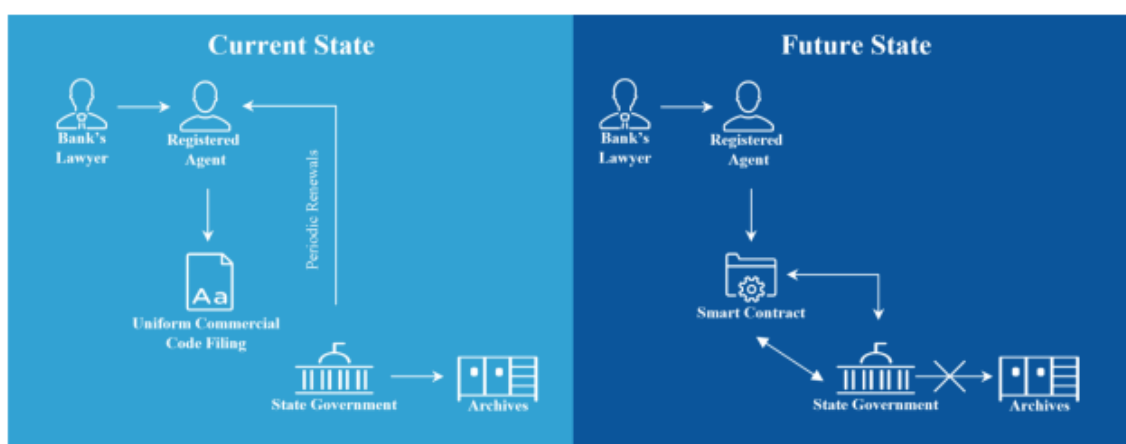 Current State
Bank's
Lawyer
Registered
Agent
Periodic Renewals
Aa
Uniform Commercial
Code Filing
State Government
Archives
Future State
Bank's
Lawyer
Registered
Agent
Smart Contract
State Government
Archives